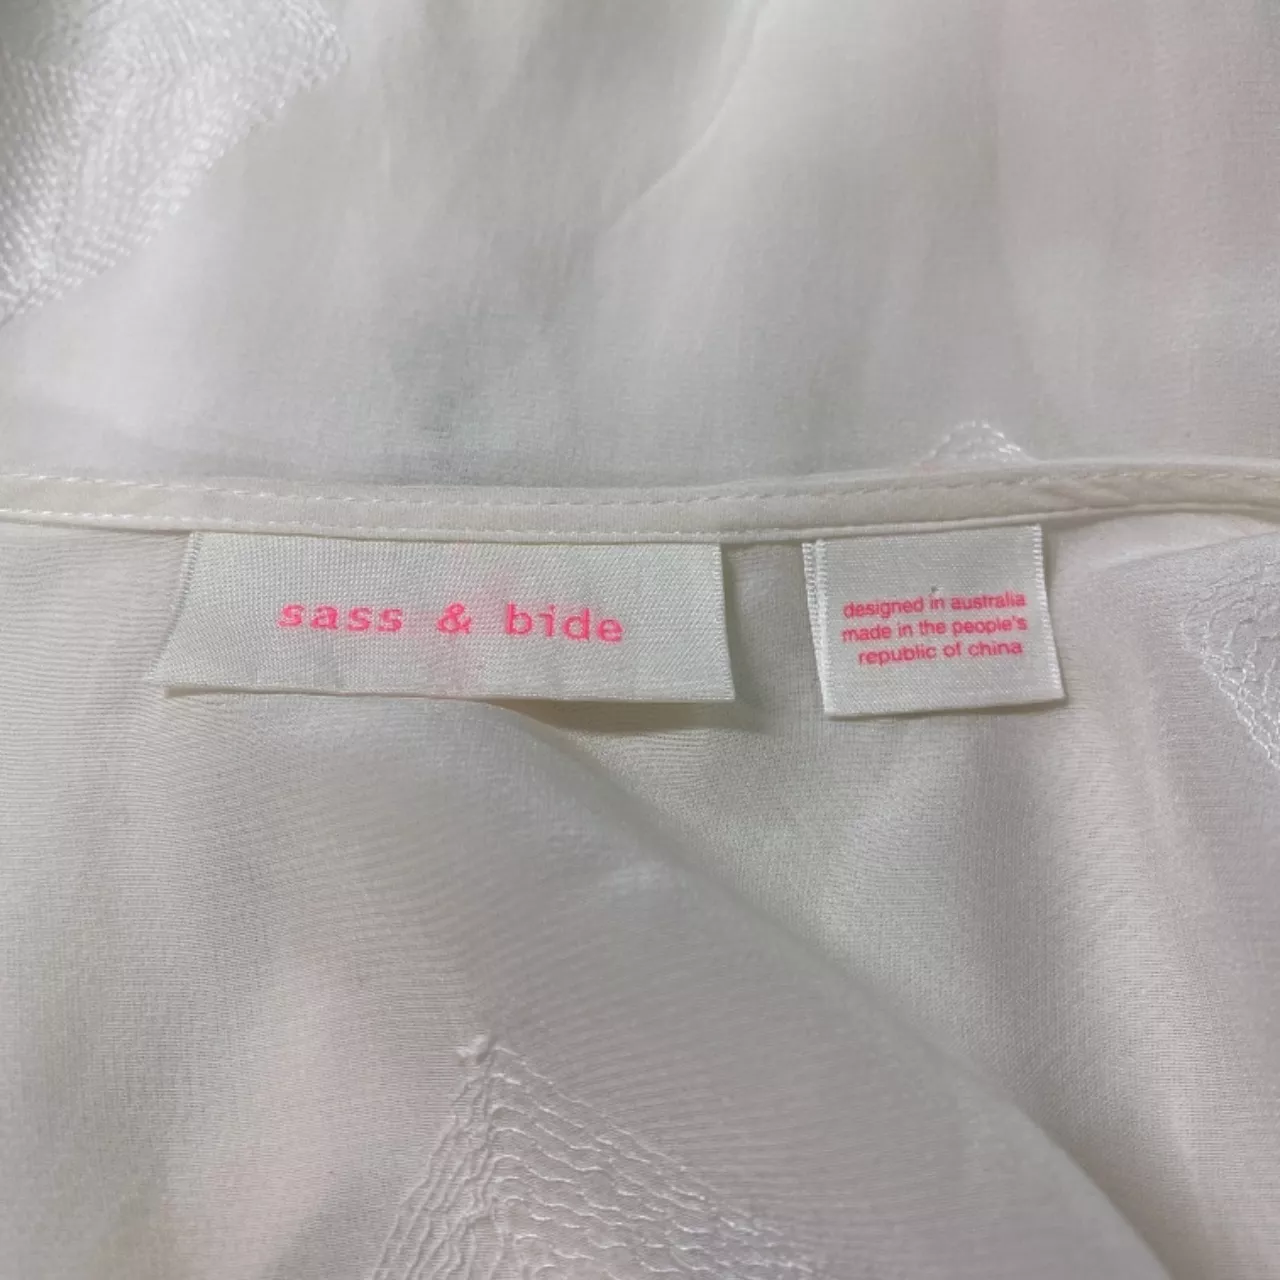 sass & bide
designed in australia
made in the people's
republic of china